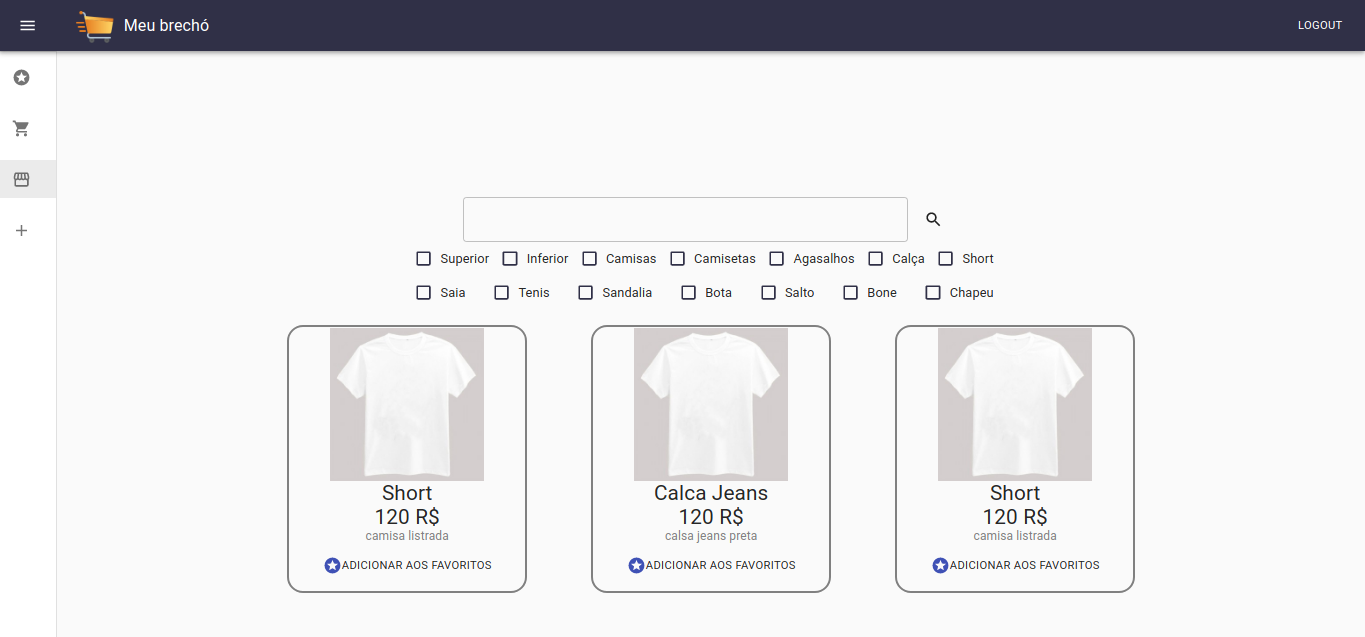 Meu brechó
LOGOUT
Superior Inferior Camisas Camisetas Agasalhos Calça Short
Saia Tenis Sandalia Bota Salto Bone Chapeu
Short
120 R$
camisa listrada
ADICIONAR AOS FAVORITOS
Calca Jeans
120 R$
calsa jeans preta
ADICIONAR AOS FAVORITOS
Short
120 R$
camisa listrada
ADICIONAR AOS FAVORITOS